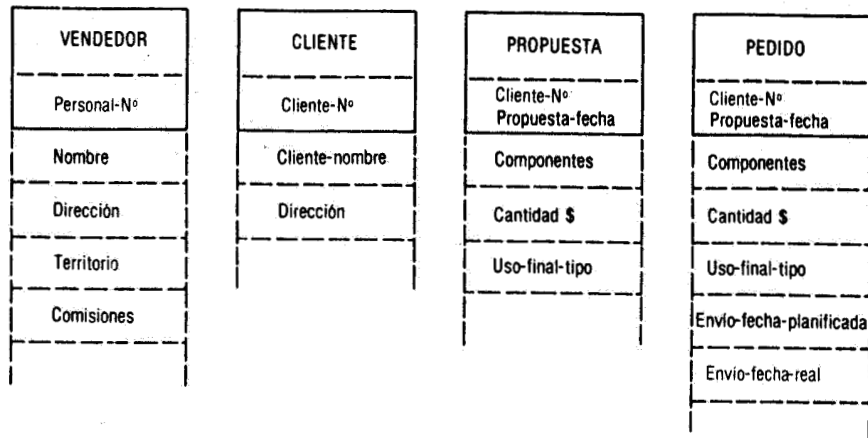 VENDEDOR
Personal-Nº
Nombre
Dirección
Territorio
Comisiones
CLIENTE
Cliente-Nº
Cliente-nombre
Dirección
PROPUESTA
Cliente-Nº
Propuesta-fecha
Componentes
Cantidad $
Uso-final-tipo
PEDIDO
Cliente-Nº
Propuesta-fecha
Componentes
Cantidad $
Uso-final-tipo
Envío-fecha-planificada
Envío-fecha-real